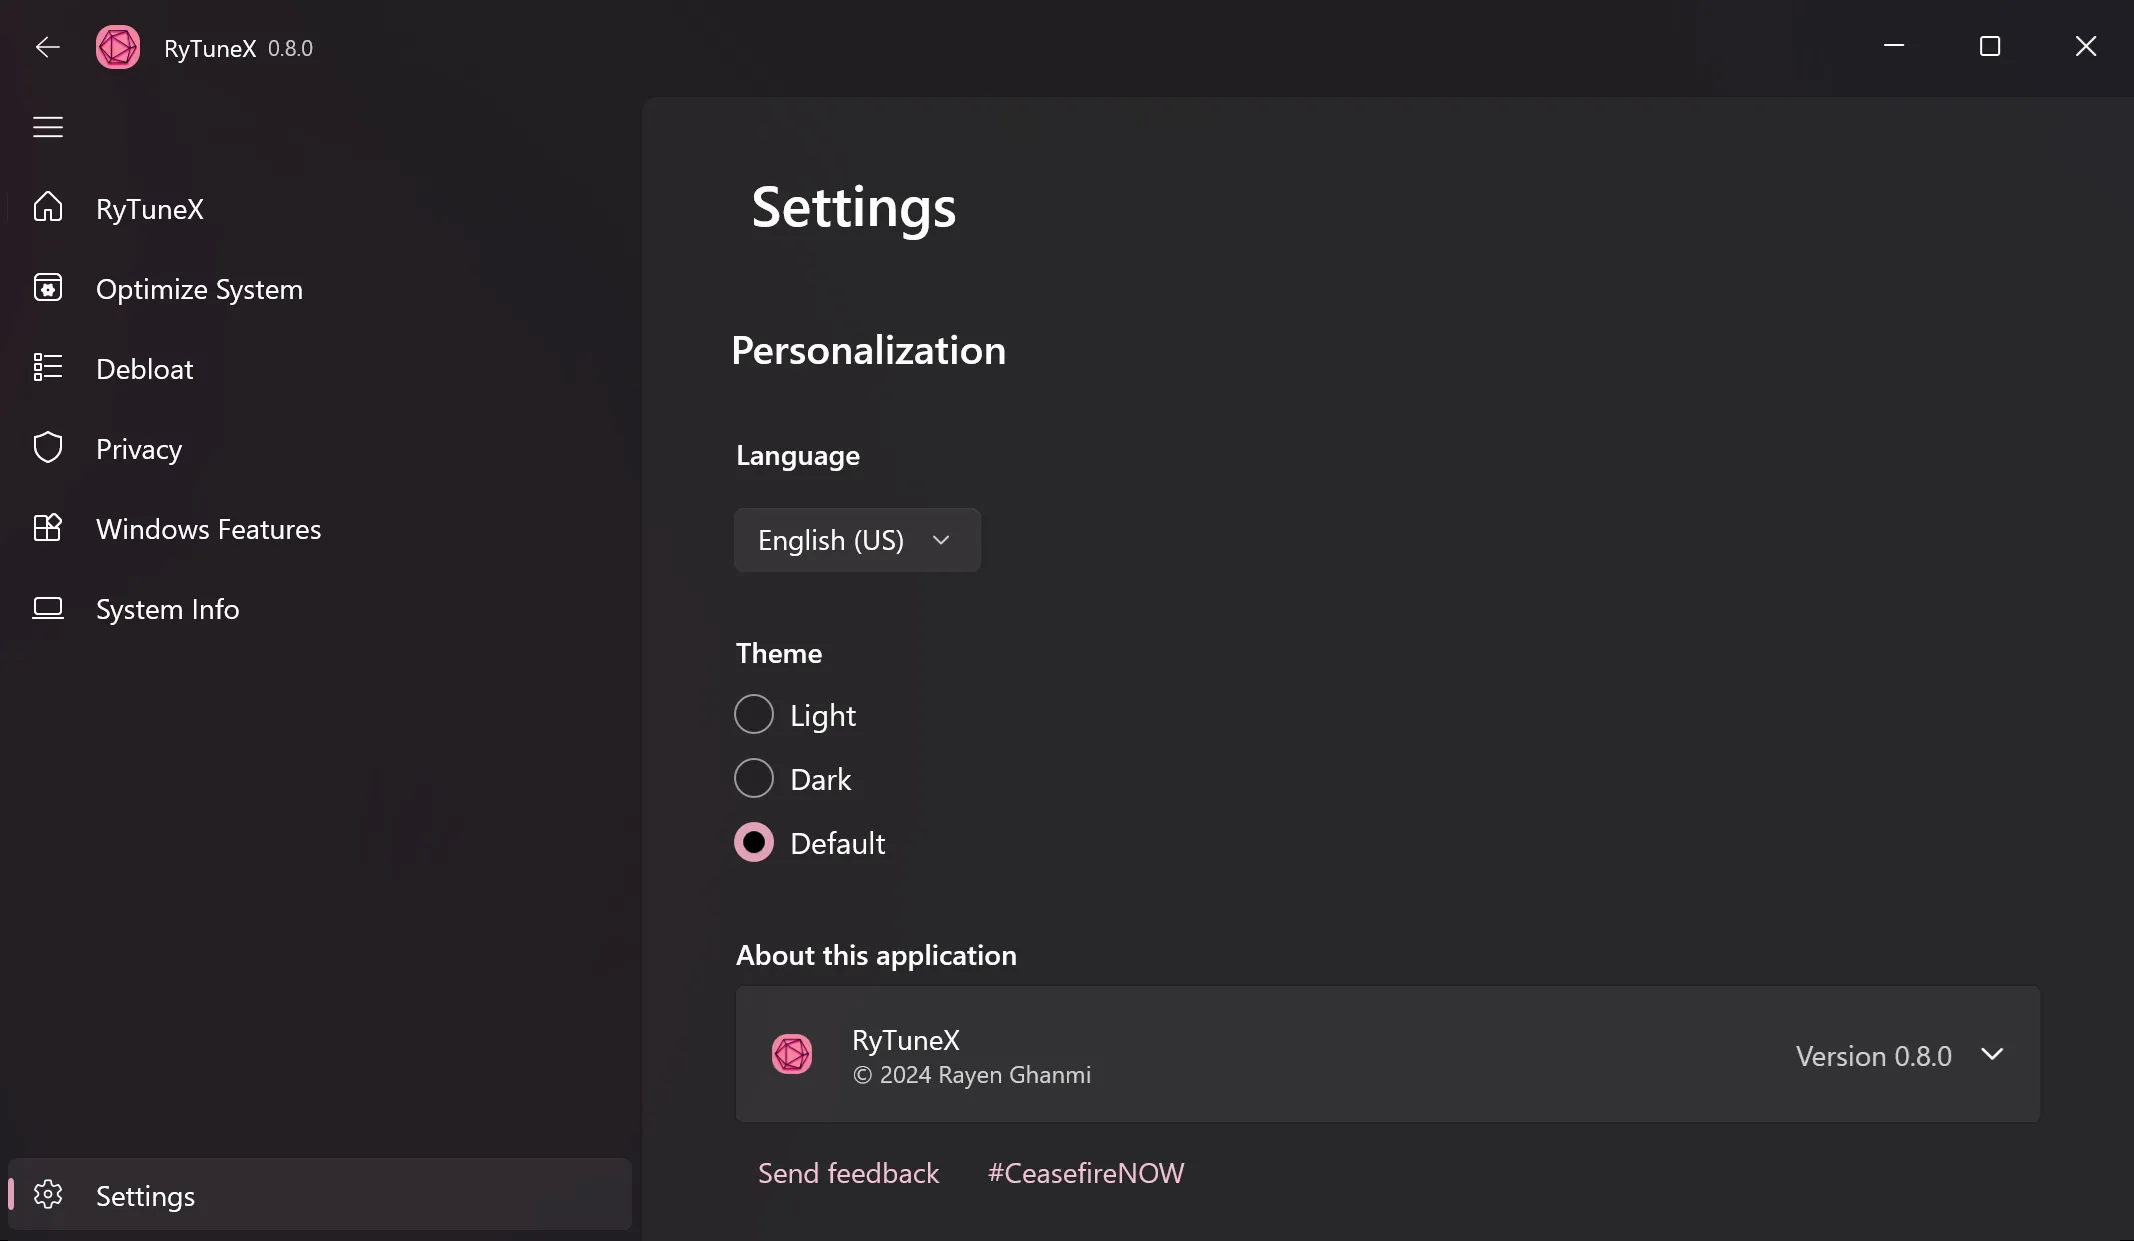 RyTuneX 0.8.0
RyTuneX
Optimize System
Debloat
Privacy
Windows Features
System Info
Settings
Settings
Personalization
Language
English (US)
Theme
Light
Dark
Default
About this application
RyTuneX
© 2024 Rayen Ghanmi
Version 0.8.0
Send feedback
#CeasefireNOW